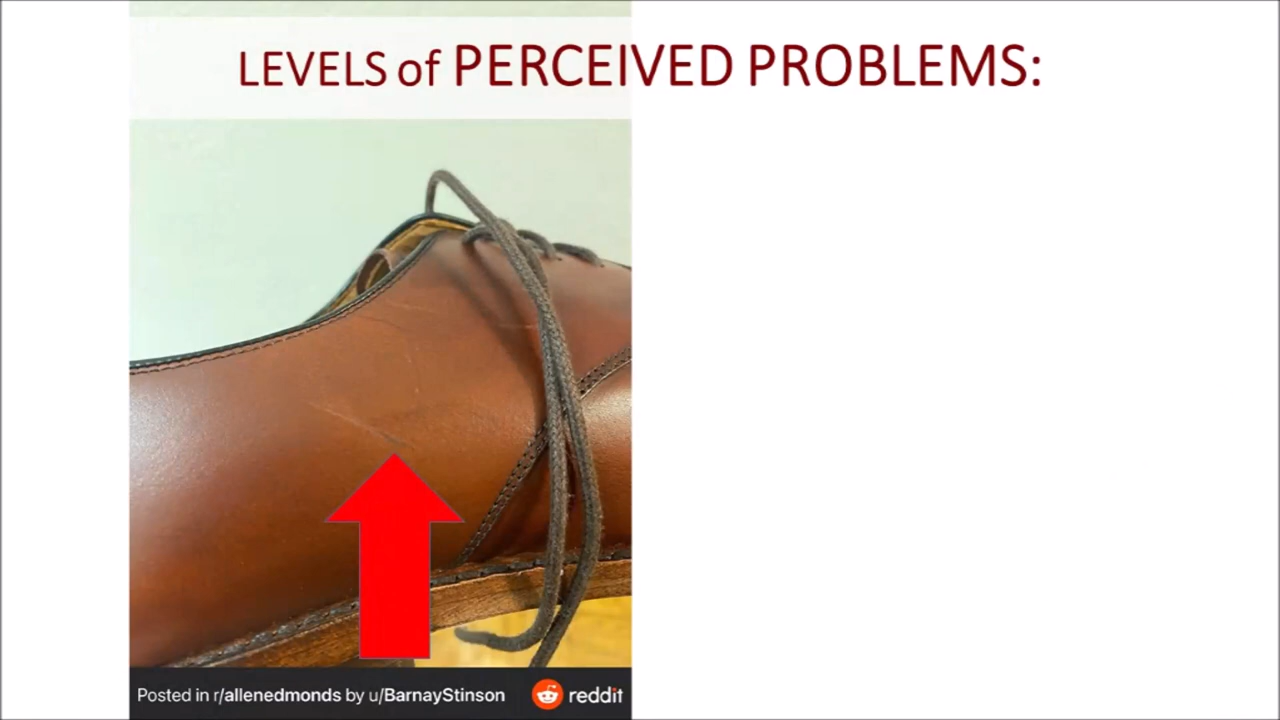 LEVELS of PERCEIVED PROBLEMS:
Posted in r/allenedmonds by u/BarnayStinson reddit